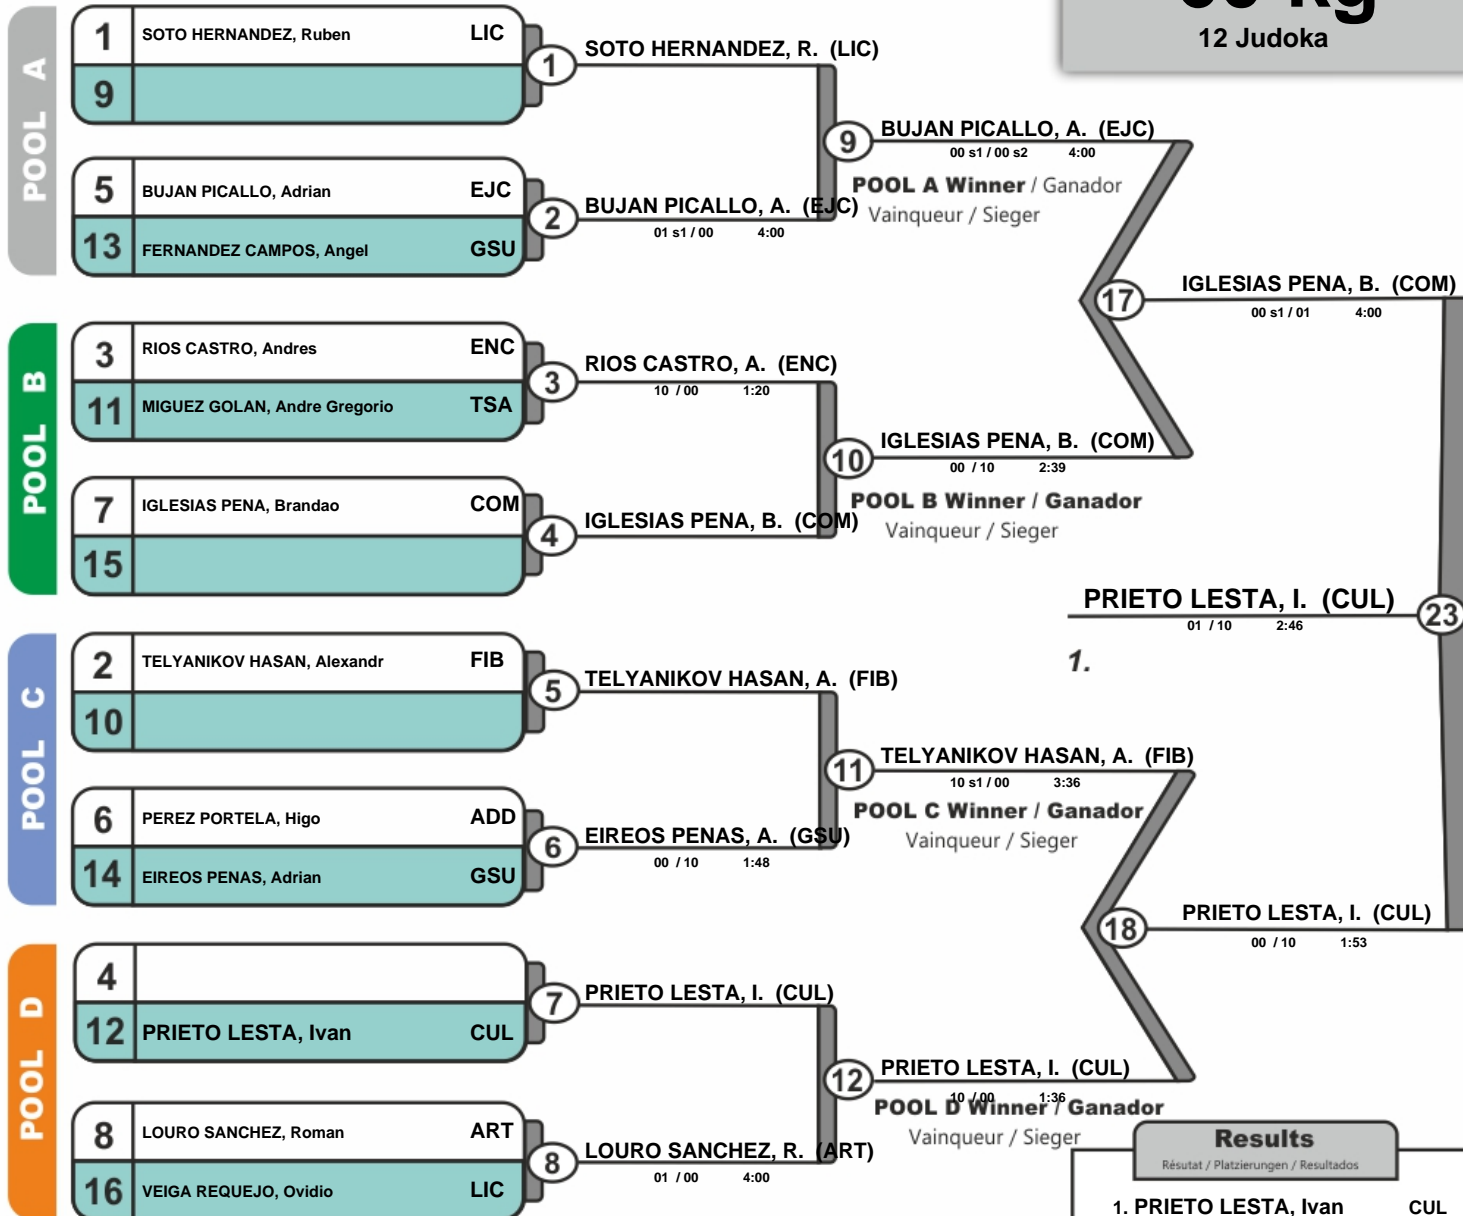 12 Judoka
POOL A
1 SOTO HERNANDEZ, Ruben LIC
9
1
SOTO HERNANDEZ, R. (LIC)
5 BUJAN PICALLO, Adrian EJC
13 FERNANDEZ CAMPOS, Angel GSU
2
BUJAN PICALLO, A. (EJC)
01 s1 / 00 4:00
9
BUJAN PICALLO, A. (EJC)
00 s1 / 00 s2 4:00
POOL A Winner / Ganador
Vainqueur / Sieger
POOL B
3 RIOS CASTRO, Andres ENC
11 MIGUEZ GOLAN, Andre Gregorio TSA
3
RIOS CASTRO, A. (ENC)
10 / 00 1:20
7 IGLESIAS PENA, Brandao COM
15
4
IGLESIAS PENA, B. (COM)
10
IGLESIAS PENA, B. (COM)
00 / 10 2:39
POOL B Winner / Ganador
Vainqueur / Sieger
17
IGLESIAS PENA, B. (COM)
00 s1 / 01 4:00
PRIETO LESTA, I. (CUL)
01 / 10 2:46
23
1.
POOL C
2 TELYANIKOV HASAN, Alexandr FIB
10
5
TELYANIKOV HASAN, A. (FIB)
6 PEREZ PORTELA, Higo ADD
14 EIREOS PENAS, Adrian GSU
6
EIREOS PENAS, A. (GSU)
00 / 10 1:48
11
TELYANIKOV HASAN, A. (FIB)
10 s1 / 00 3:36
POOL C Winner / Ganador
Vainqueur / Sieger
POOL D
4
12 PRIETO LESTA, Ivan CUL
7
PRIETO LESTA, I. (CUL)
8 LOURO SANCHEZ, Roman ART
16 VEIGA REQUEJO, Ovidio LIC
8
LOURO SANCHEZ, R. (ART)
01 / 00 4:00
12
PRIETO LESTA, I. (CUL)
10 / 00 1:36
POOL D Winner / Ganador
Vainqueur / Sieger
18
PRIETO LESTA, I. (CUL)
00 / 10 1:53
Results
Résutat / Platzierungen / Resultados
1. PRIETO LESTA, Ivan CUL